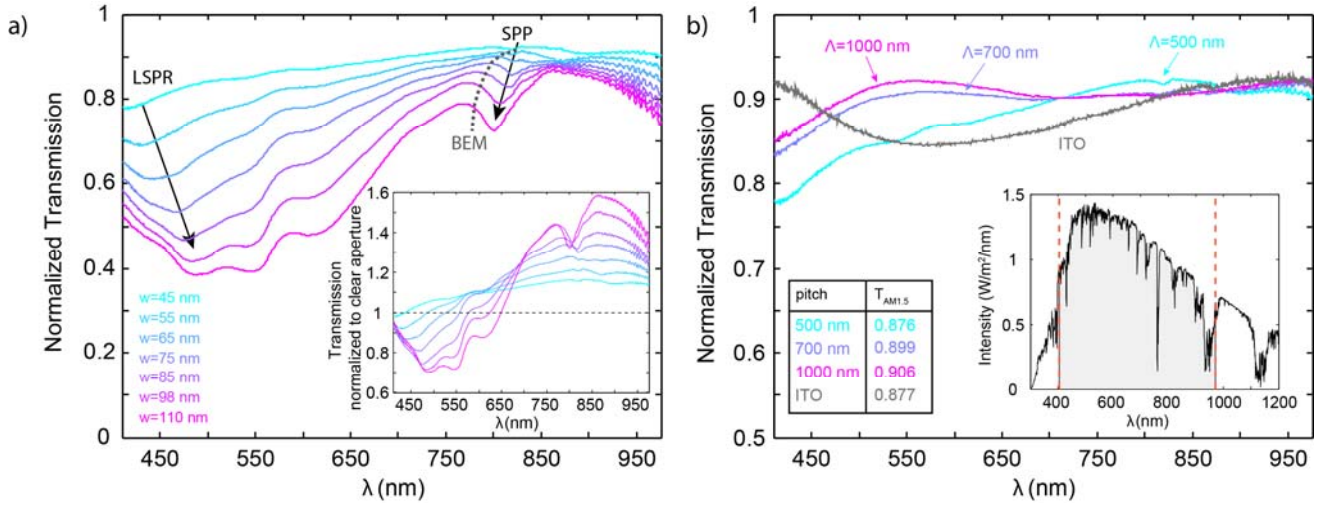 a)
Normalized Transmission
1
0.8
0.6
0.4
0.2
0
450 550 650 750 850 950
λ (nm)
LSPR
SPP
BEM
w=45 nm
w=55 nm
w=65 nm
w=75 nm
w=85 nm
w=98 nm
w=110 nm
Transmission
normalized to clear aperture
1.6
1.4
1.2
1
0.8
0.6
450 550 650 750 850 950
λ(nm)
b)
Normalized Transmission
1
0.9
0.8
0.7
0.6
0.5
450 550 650 750 850 950
λ (nm)
Λ=1000 nm
Λ=700 nm
Λ=500 nm
ITO
pitch T_AM1.5
500 nm 0.876
700 nm 0.899
1000 nm 0.906
ITO 0.877
Intensity (W/m²/nm)
1.5
1
0.5
0
400 600 800 1000 1200
λ(nm)